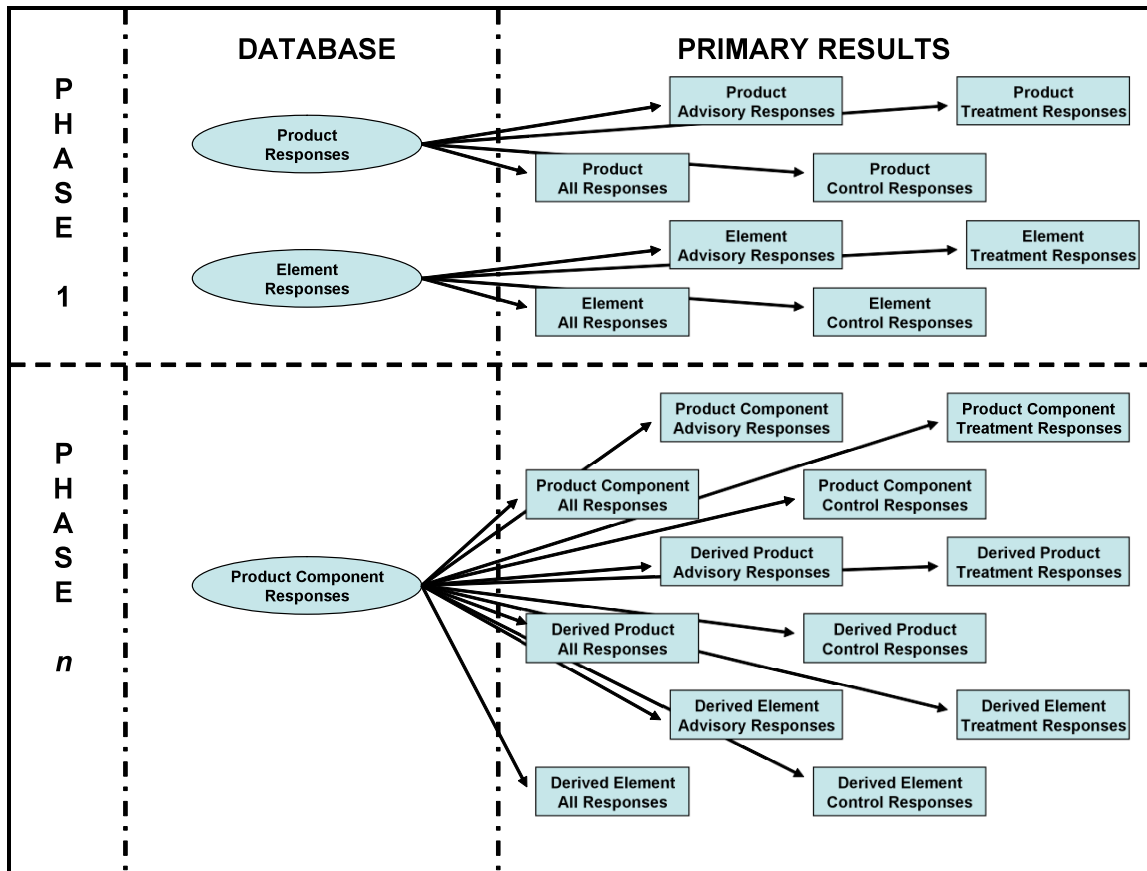 DATABASE
PRIMARY RESULTS
P
H
A
S
E
1
Product
Responses
Product
Advisory Responses
Product
Treatment Responses
Product
All Responses
Product
Control Responses
Element
Responses
Element
Advisory Responses
Element
Treatment Responses
Element
All Responses
Element
Control Responses
P
H
A
S
E
n
Product Component
Responses
Product Component
Advisory Responses
Product Component
Treatment Responses
Product Component
All Responses
Product Component
Control Responses
Derived Product
Advisory Responses
Derived Product
Treatment Responses
Derived Product
All Responses
Derived Product
Control Responses
Derived Element
Advisory Responses
Derived Element
Treatment Responses
Derived Element
All Responses
Derived Element
Control Responses